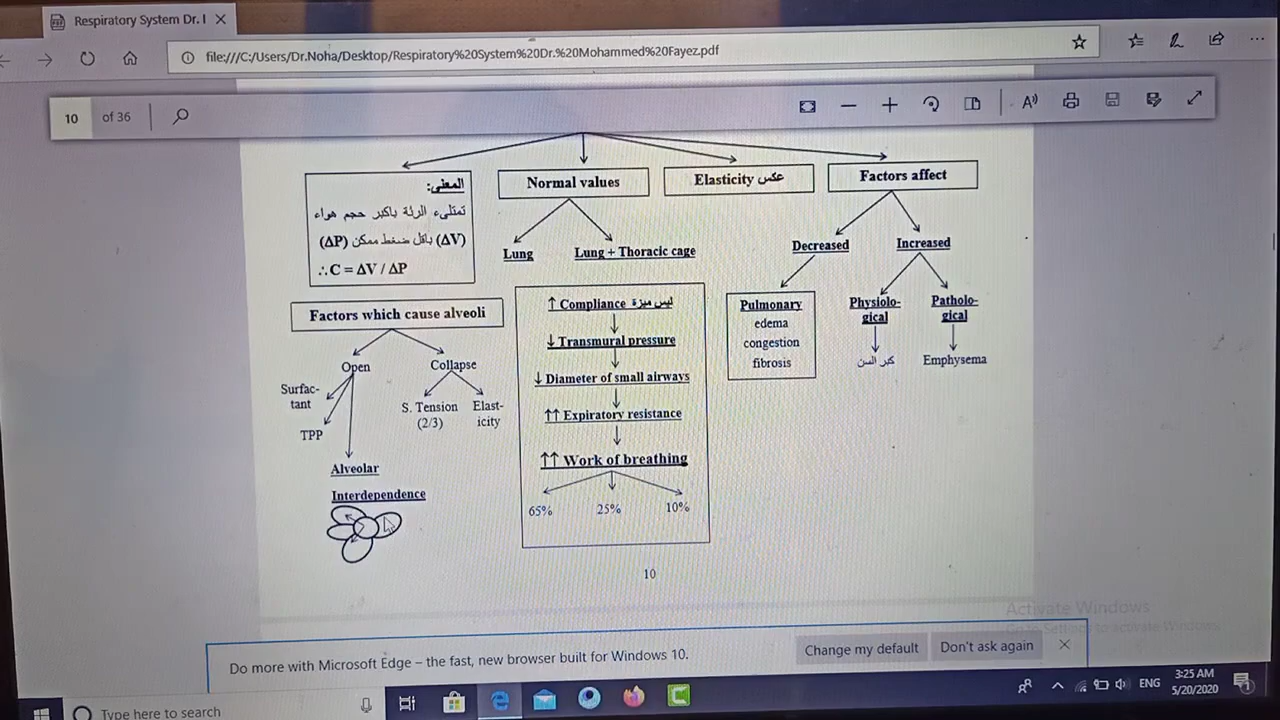 Respiratory System Dr. I
file:///C:/Users/Dr.Noha/Desktop/Respiratory%20System%20Dr.%20Mohammed%20Fayez.pdf
10 of 36
المعنى:
تمتلىء الرئة باكبر حجم هواء
(ΔV) باقل ضغط ممكن (ΔP)
∴C = ΔV / ΔP
Normal values
Elasticity عكس
Factors affect
Lung
Lung + Thoracic cage
Decreased
Increased
Pulmonary
edema
congestion
fibrosis
Physiolo-
gical
كبر السن
Patholo-
gical
Emphysema
Factors which cause alveoli
Open
Collapse
Surfac-
tant
TPP
Alveolar
Interdependence
S. Tension
(2/3)
Elast-
icity
↑ Compliance ليس ميزة
↓ Transmural pressure
↓ Diameter of small airways
↑↑ Expiratory resistance
↑↑ Work of breathing
65% 25% 10%
10
Activate Windows
Go to Settings to activate Windows.
Do more with Microsoft Edge – the fast, new browser built for Windows 10.
Change my default
Don't ask again
Type here to search
ENG
3:25 AM
5/20/2020